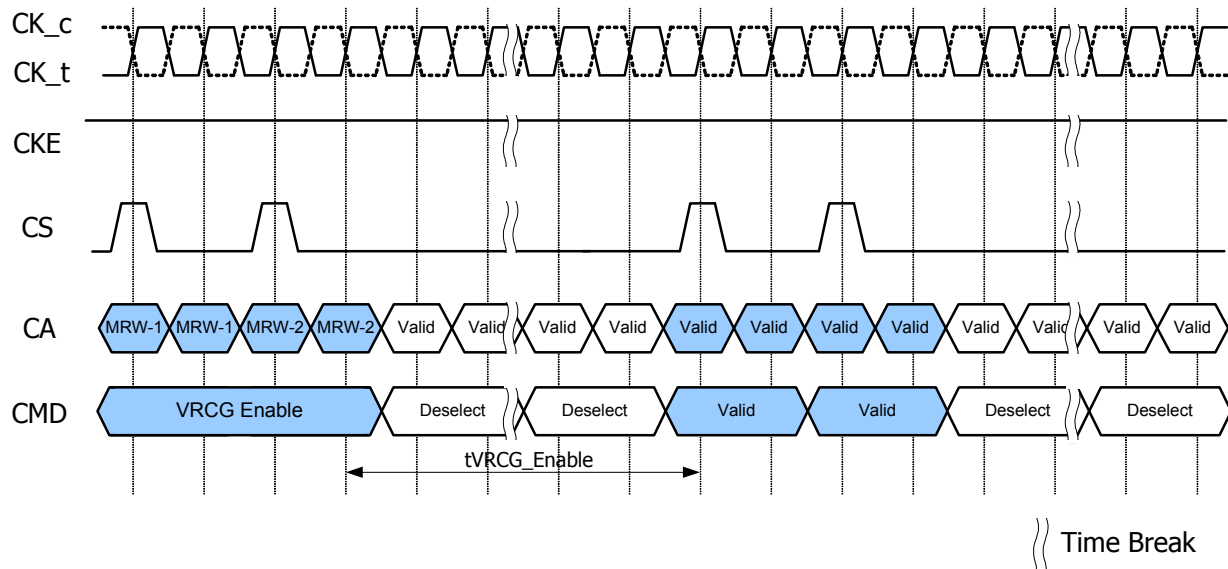 CK_c
CK_t
CKE
CS
CA MRW-1 MRW-1 MRW-2 MRW-2 Valid Valid Valid Valid Valid Valid Valid Valid Valid Valid Valid Valid
CMD VRCG Enable Deselect Deselect Valid Valid Deselect Deselect
tVRCG_Enable
Time Break